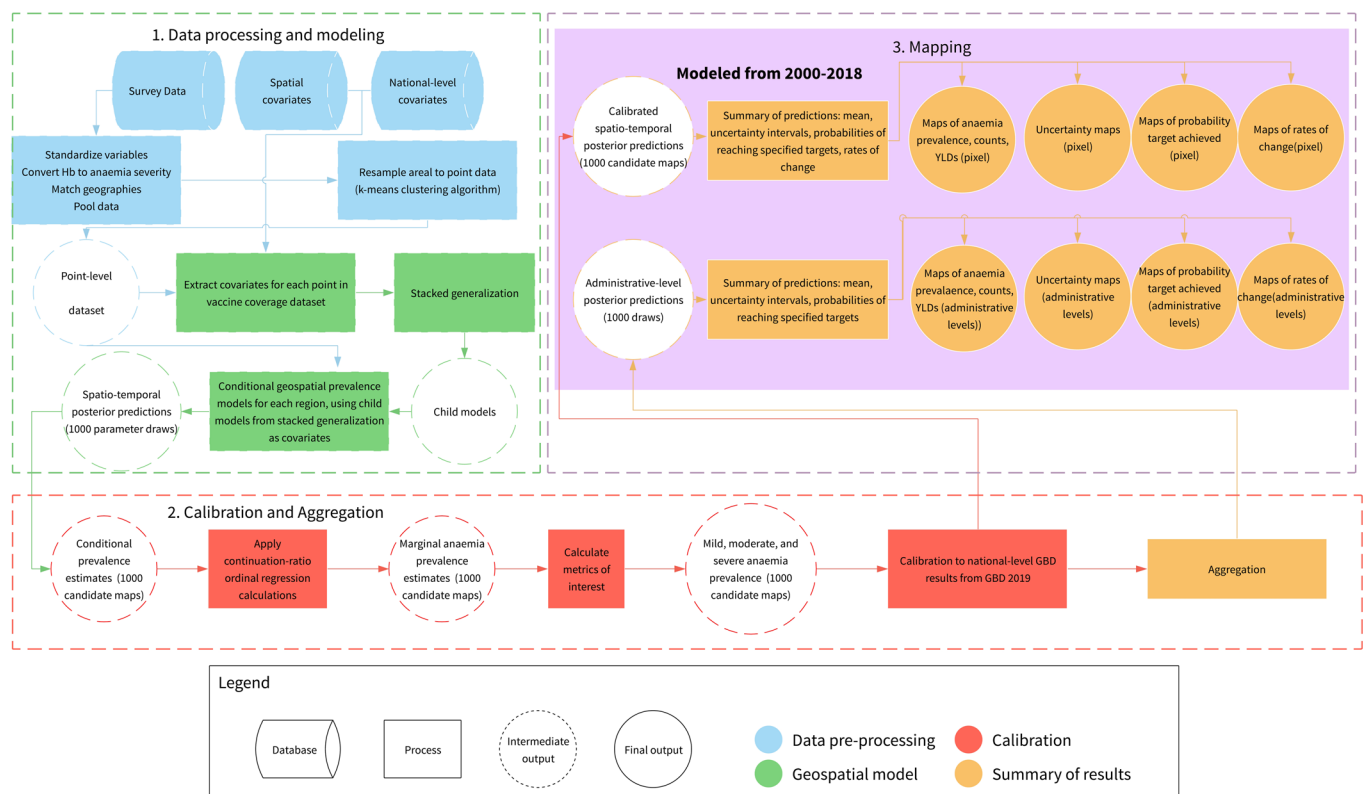 1. Data processing and modeling
Survey Data
Spatial
covariates
National-level
covariates
Standardize variables
Convert Hb to anaemia severity
Match geographies
Pool data
Resample areal to point data
(k-means clustering algorithm)
Point-level
dataset
Extract covariates for each point in
vaccine coverage dataset
Stacked generalization
Spatio-temporal
posterior predictions
(1000 parameter draws)
Conditional geospatial prevalence
models for each region, using child
models from stacked generalization
as covariates
Child models
3. Mapping
Modeled from 2000-2018
Calibrated
spatio-temporal
posterior predictions
(1000 candidate maps)
Summary of predictions: mean,
uncertainty intervals, probabilities of
reaching specified targets, rates of
change
Maps of anaemia
prevalence, counts,
YLDs (pixel)
Uncertainty maps
(pixel)
Maps of probability
target achieved
(pixel)
Maps of rates of
change(pixel)
Administrative-level
posterior predictions
(1000 draws)
Summary of predictions: mean,
uncertainty intervals, probabilities of
reaching specified targets
Maps of anaemia
prevalaence, counts,
YLDs (administrative
levels))
Uncertainty maps
(administrative
levels)
Maps of probability
target achieved
(administrative
levels)
Maps of rates of
change(administrative
levels)
2. Calibration and Aggregation
Conditional
prevalence
estimates (1000
candidate maps)
Apply
continuation-ratio
ordinal regression
calculations
Marginal anaemia
prevalence
estimates (1000
candidate maps)
Calculate
metrics of
interest
Mild, moderate, and
severe anaemia
prevalence (1000
candidate maps)
Calibration to national-level GBD
results from GBD 2019
Aggregation
Legend
Database
Process
Intermediate
output
Final output
Data pre-processing
Geospatial model
Calibration
Summary of results